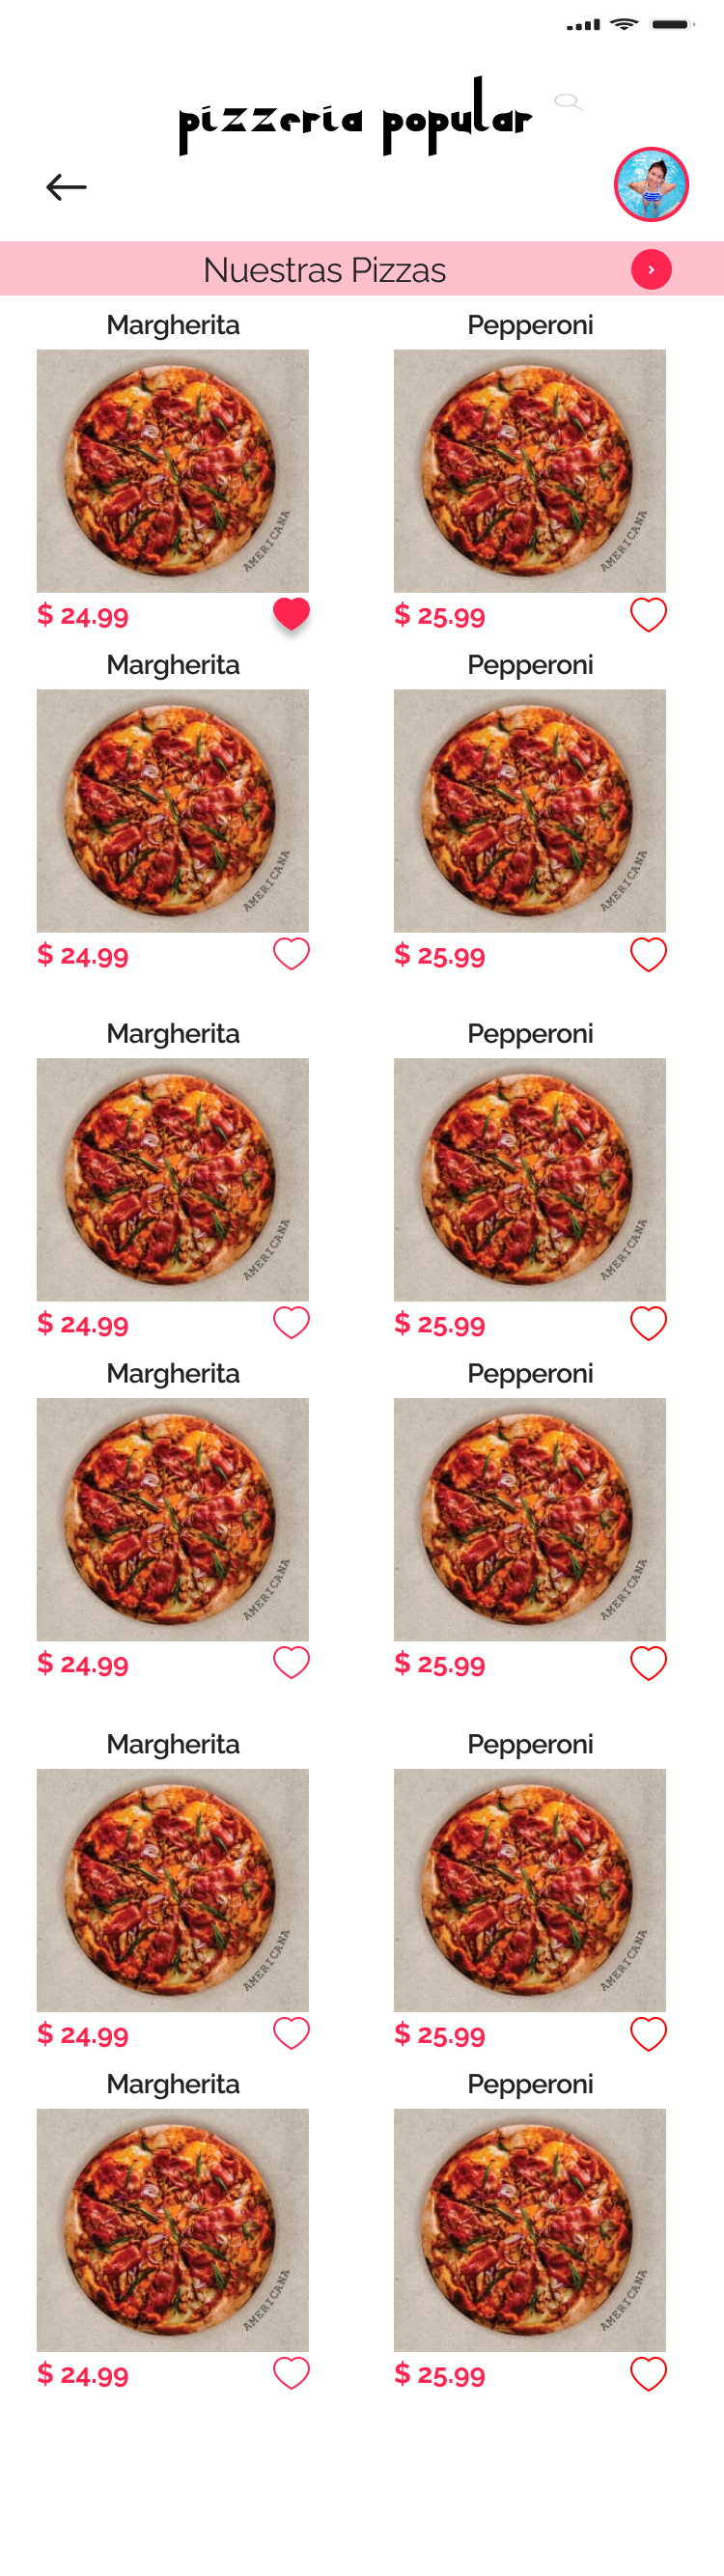 pizzeria popular
Nuestras Pizzas
Margherita
Pepperoni
AMERICANA
AMERICANA
$ 24.99
$ 25.99
Margherita
Pepperoni
AMERICANA
AMERICANA
$ 24.99
$ 25.99
Margherita
Pepperoni
AMERICANA
AMERICANA
$ 24.99
$ 25.99
Margherita
Pepperoni
AMERICANA
AMERICANA
$ 24.99
$ 25.99
Margherita
Pepperoni
AMERICANA
AMERICANA
$ 24.99
$ 25.99
Margherita
Pepperoni
AMERICANA
AMERICANA
$ 24.99
$ 25.99